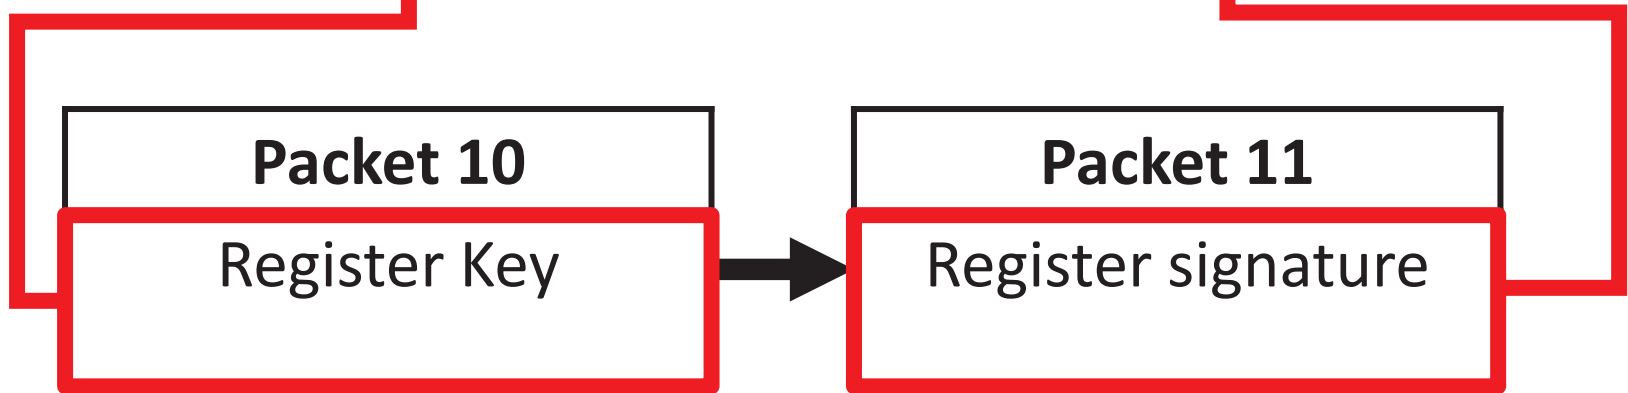 Packet 10
Packet 11
Register Key
Register signature